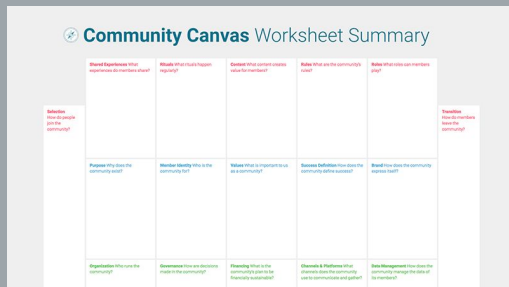 Community Canvas Worksheet Summary
Shared Experiences What
experiences do members share?
Rituals What rituals happen
regularly?
Content What content creates
value for members?
Rules What are the community's
rules?
Roles What roles can members
play?
Selection
How do people
join the
community?
Transition
How do members
leave the
community?
Purpose Why does the
community exist?
Member Identity Who is the
community for?
Values What is important to us
as a community?
Success Definition How does the
community define success?
Brand How does the community
express itself?
Organization Who runs the
community?
Governance How are decisions
made in the community?
Financing What is the
community's plan to be
financially sustainable?
Channels & Platforms What
channels does the community
use to communicate and gather?
Data Management How does the
community manage the data of
its members?